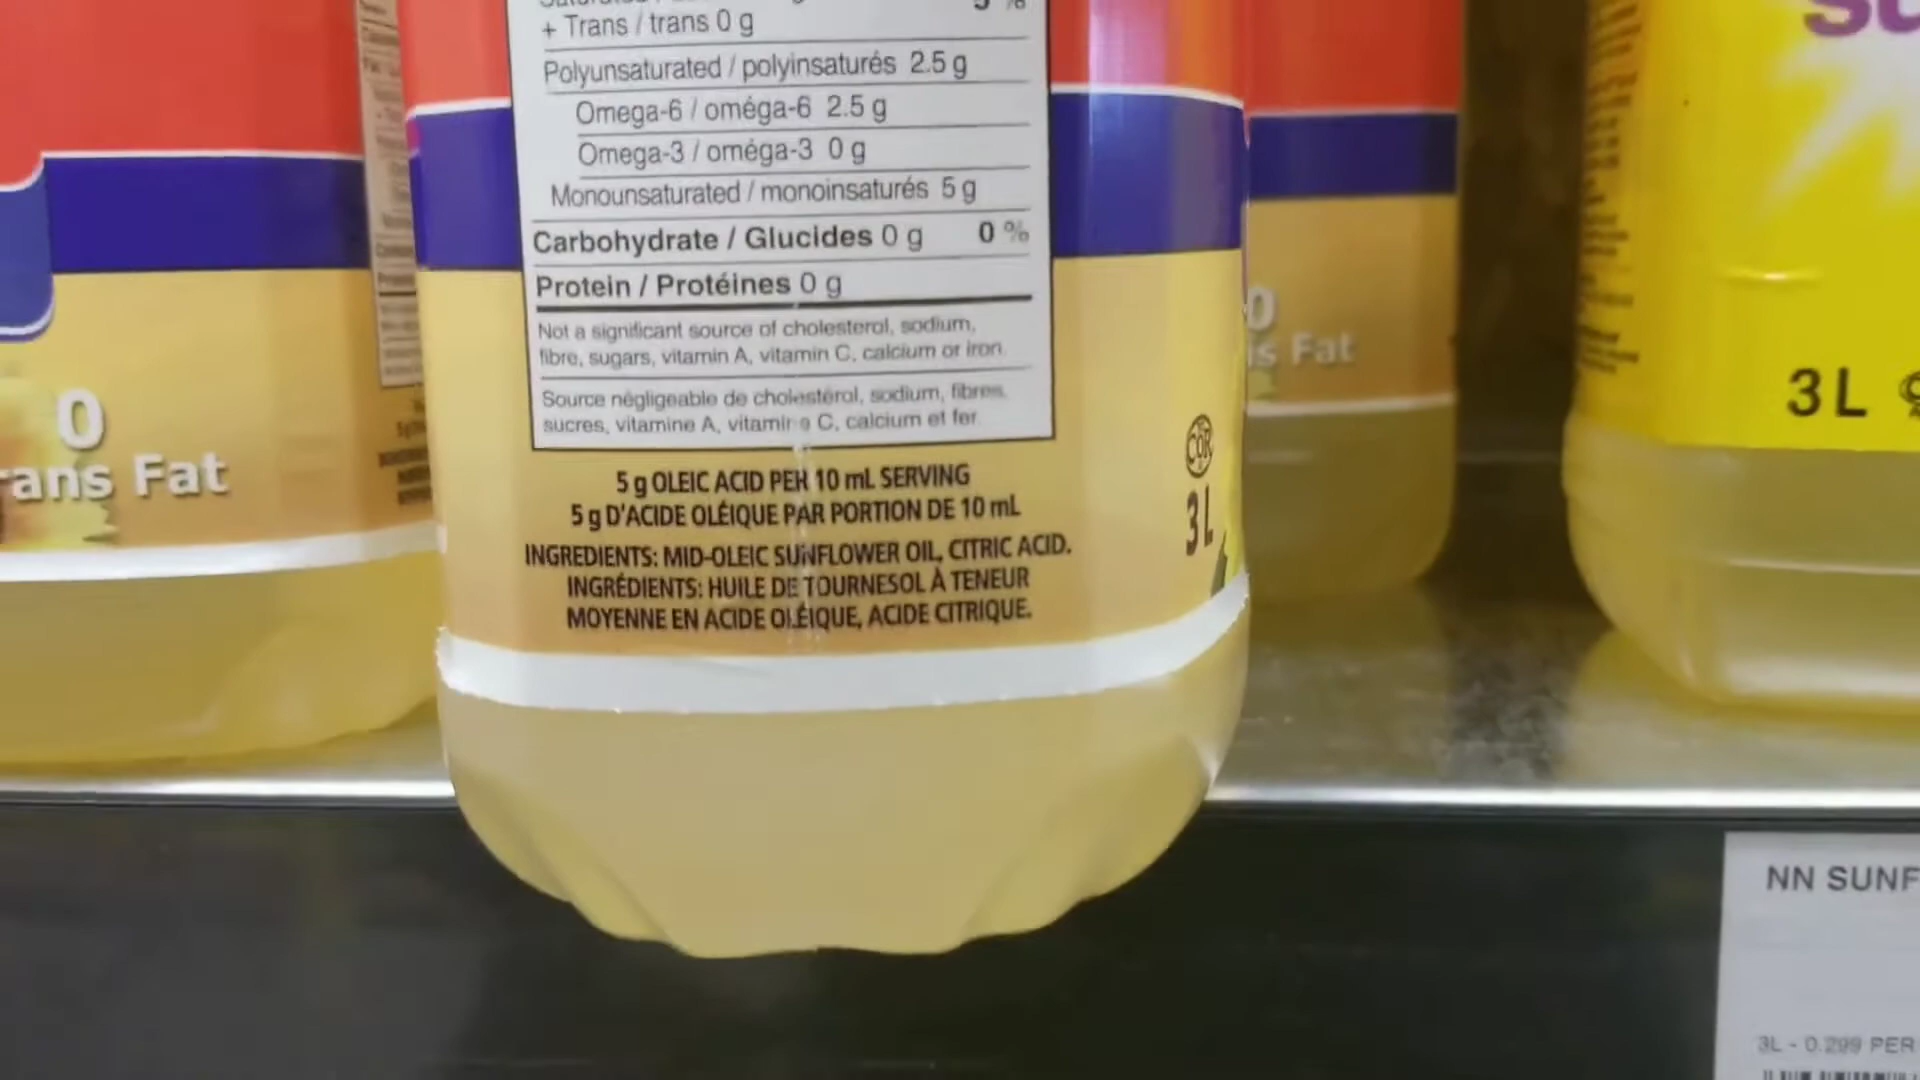 + Trans / trans 0 g
Polyunsaturated / polyinsaturés 2.5 g
Omega-6 / oméga-6 2.5 g
Omega-3 / oméga-3 0 g
Monounsaturated / monoinsaturés 5 g
Carbohydrate / Glucides 0 g 0 %
Protein / Protéines 0 g
Not a significant source of cholesterol, sodium,
fibre, sugars, vitamin A, vitamin C, calcium or iron.
Source négligeable de cholestérol, sodium, fibres,
sucres, vitamine A, vitamine C, calcium et fer.
5 g OLEIC ACID PER 10 mL SERVING
5 g D'ACIDE OLÉIQUE PAR PORTION DE 10 mL
INGREDIENTS: MID-OLEIC SUNFLOWER OIL, CITRIC ACID.
INGRÉDIENTS: HUILE DE TOURNESOL À TENEUR
MOYENNE EN ACIDE OLÉIQUE, ACIDE CITRIQUE.
COR
3L
0
rans Fat
0
is Fat
3L
NN SUNF
3L - 0.299 PER